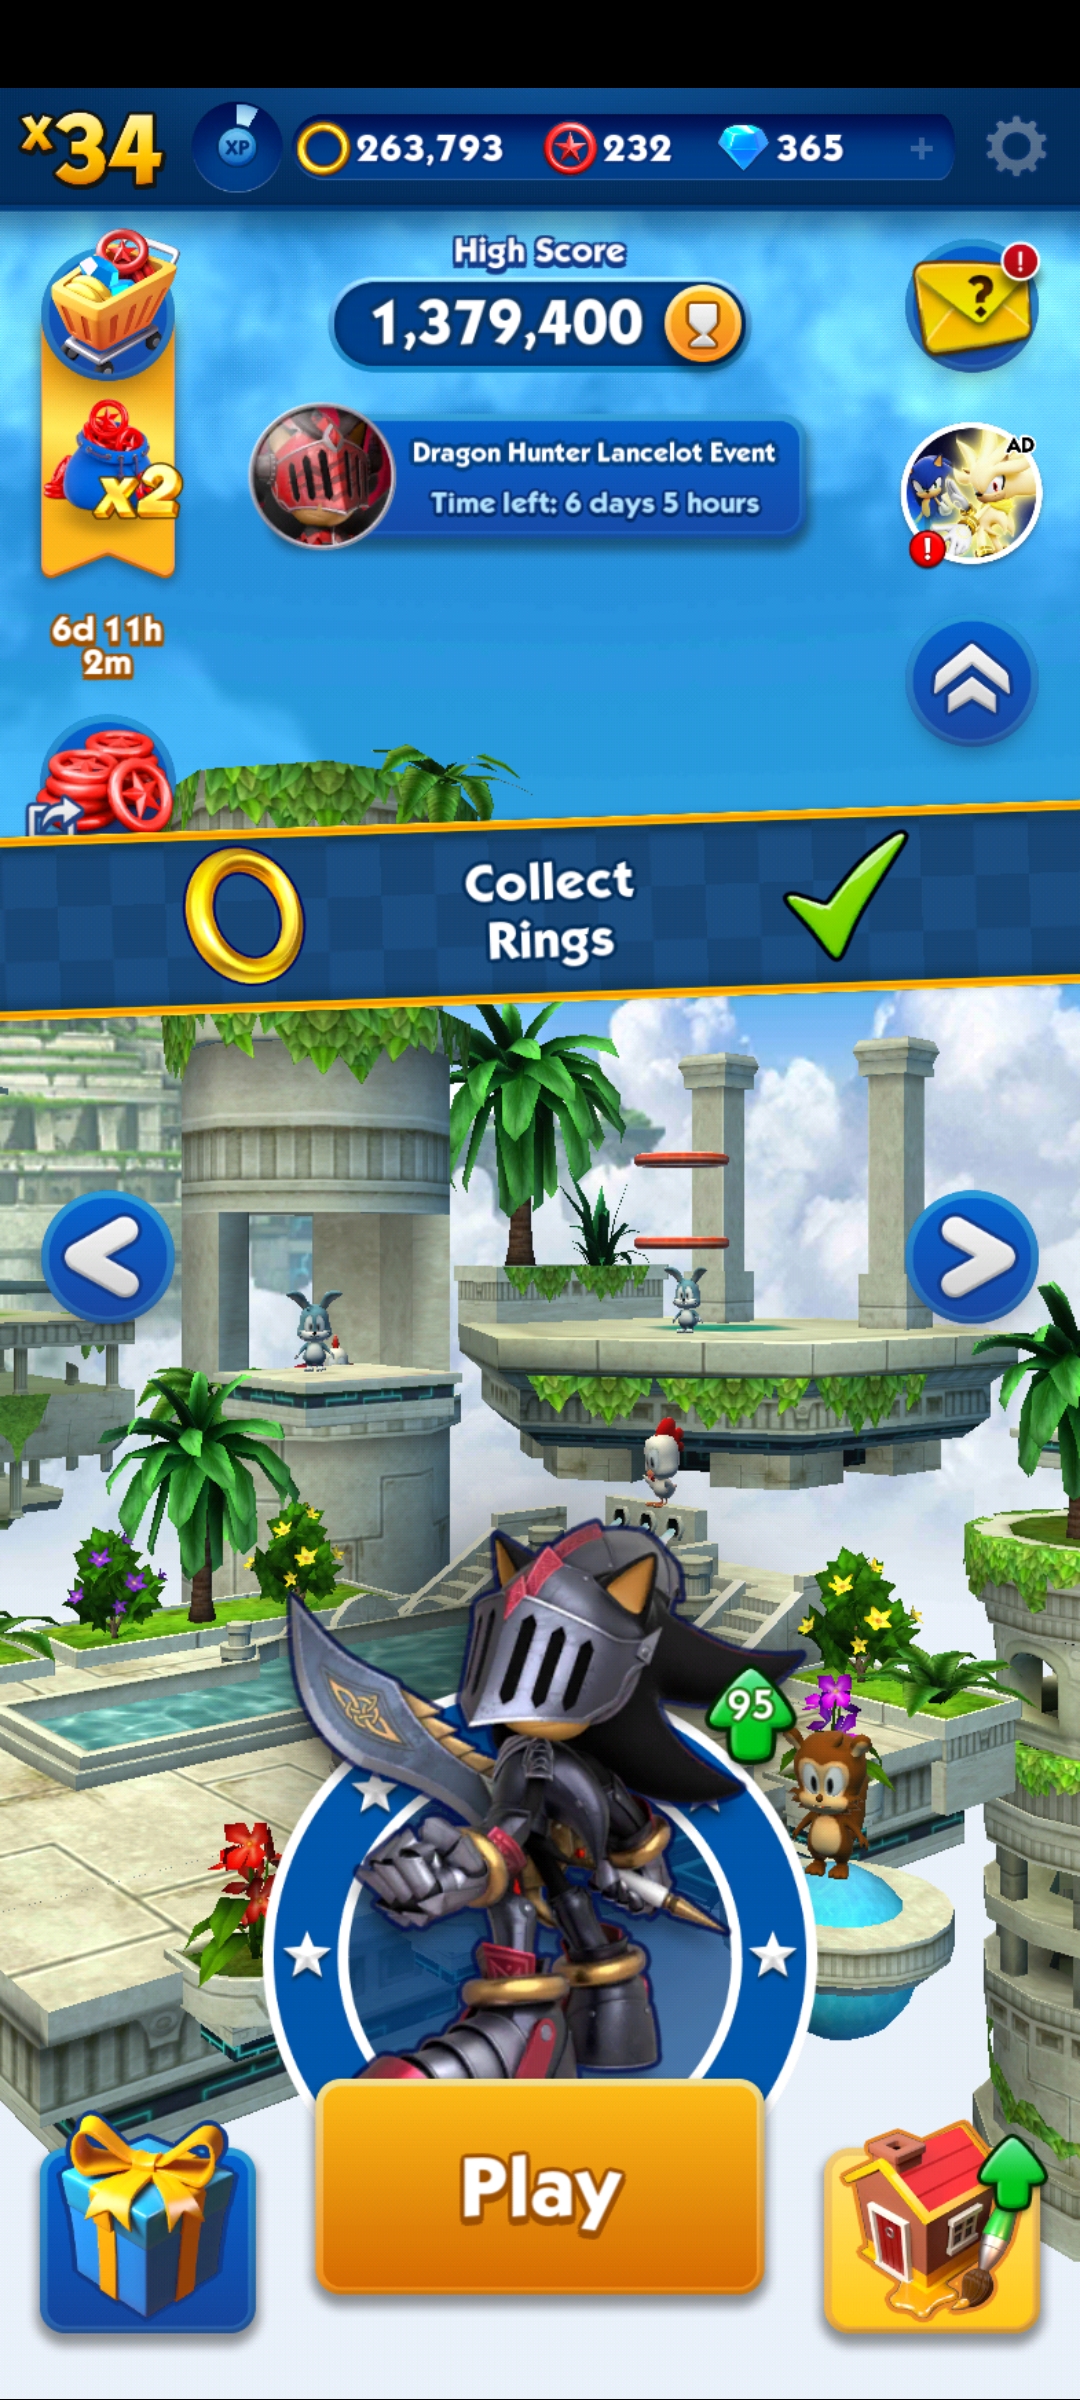 x34
XP
263,793
232
365
+
High Score
1,379,400
!
?
x2
Dragon Hunter Lancelot Event
Time left: 6 days 5 hours
AD
!
6d 11h
2m
Collect
Rings
95
Play